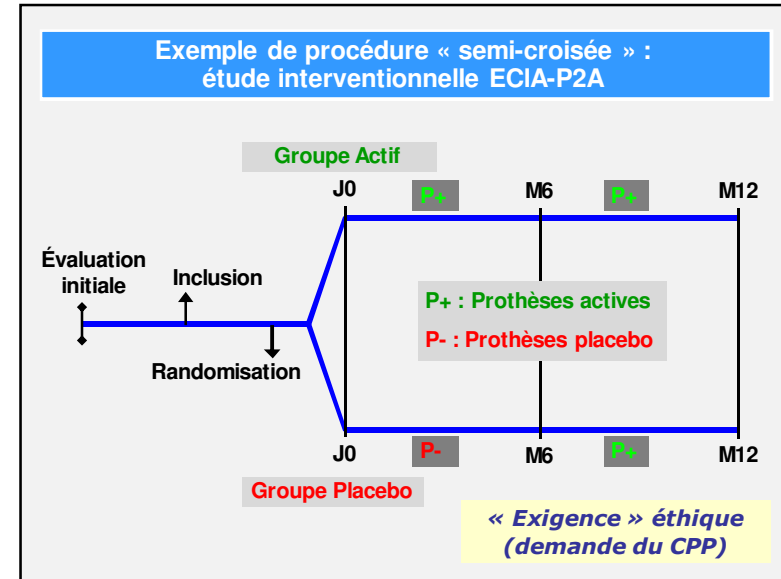 Exemple de procédure « semi-croisée » :
étude interventionnelle ECIA-P2A
Groupe Actif
J0
P+
M6
P+
M12
Évaluation
initiale
Inclusion
Randomisation
P+ : Prothèses actives
P- : Prothèses placebo
J0
P-
M6
P+
M12
Groupe Placebo
« Exigence » éthique
(demande du CPP)